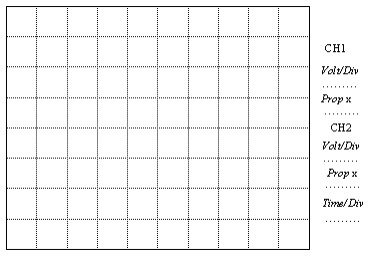 CH1
Volt/Div
.........
Prop x
.........
CH2
Volt/Div
.........
Prop x
.........
Time/Div
.........